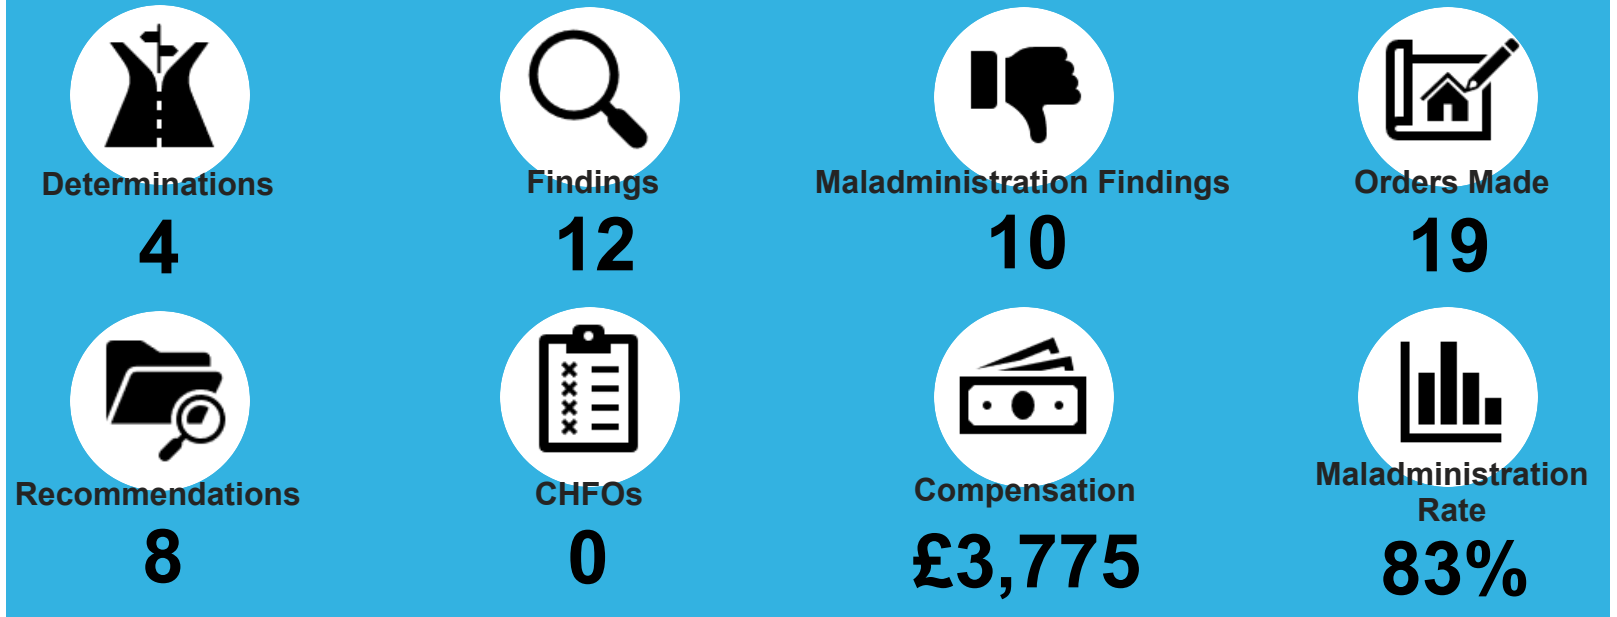 Determinations
4
Findings
12
Maladministration Findings
10
Orders Made
19
Recommendations
8
CHFOs
0
Compensation
£3,775
Maladministration
Rate
83%